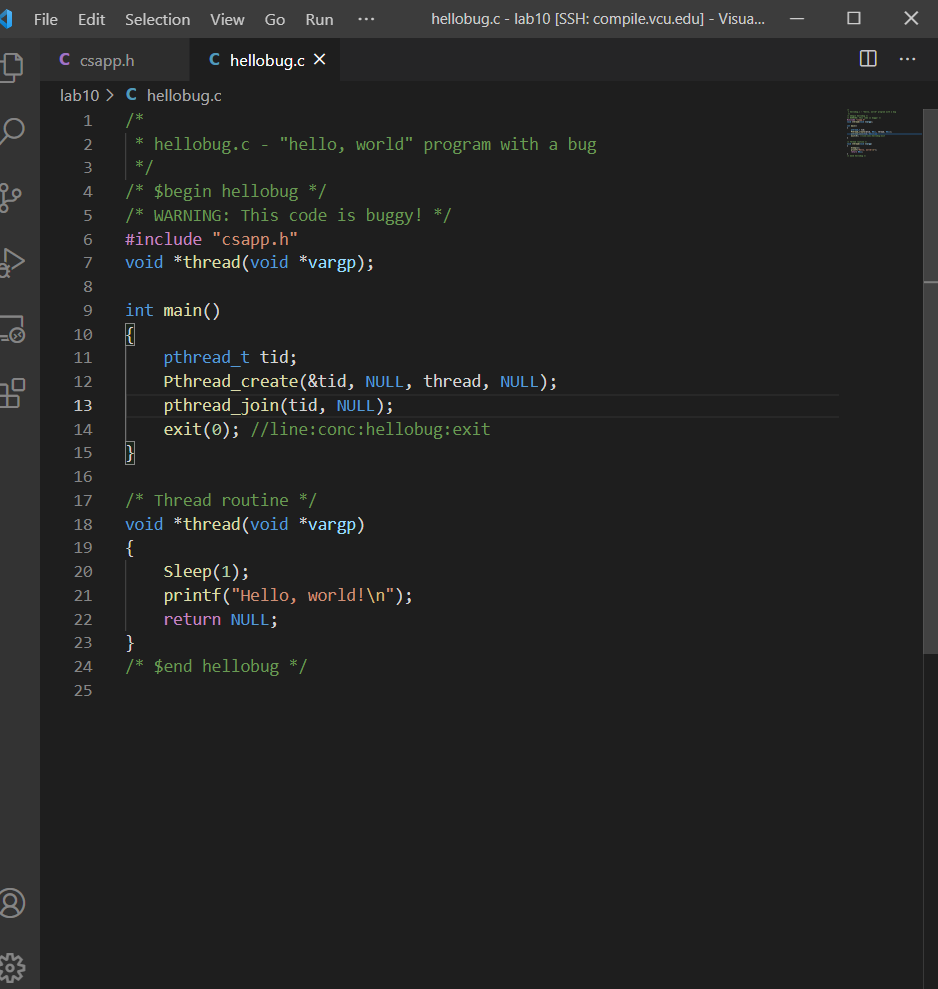 File Edit Selection View Go Run ··· hellobug.c - lab10 [SSH: compile.vcu.edu] - Visua...
C csapp.h C hellobug.c
lab10 > C hellobug.c
1 /*
2  * hellobug.c - "hello, world" program with a bug
3  */
4 /* $begin hellobug */
5 /* WARNING: This code is buggy! */
6 #include "csapp.h"
7 void *thread(void *vargp);
8
9 int main()
10 {
11     pthread_t tid;
12     Pthread_create(&tid, NULL, thread, NULL);
13     pthread_join(tid, NULL);
14     exit(0); //line:conc:hellobug:exit
15 }
16
17 /* Thread routine */
18 void *thread(void *vargp)
19 {
20     Sleep(1);
21     printf("Hello, world!\n");
22     return NULL;
23 }
24 /* $end hellobug */
25